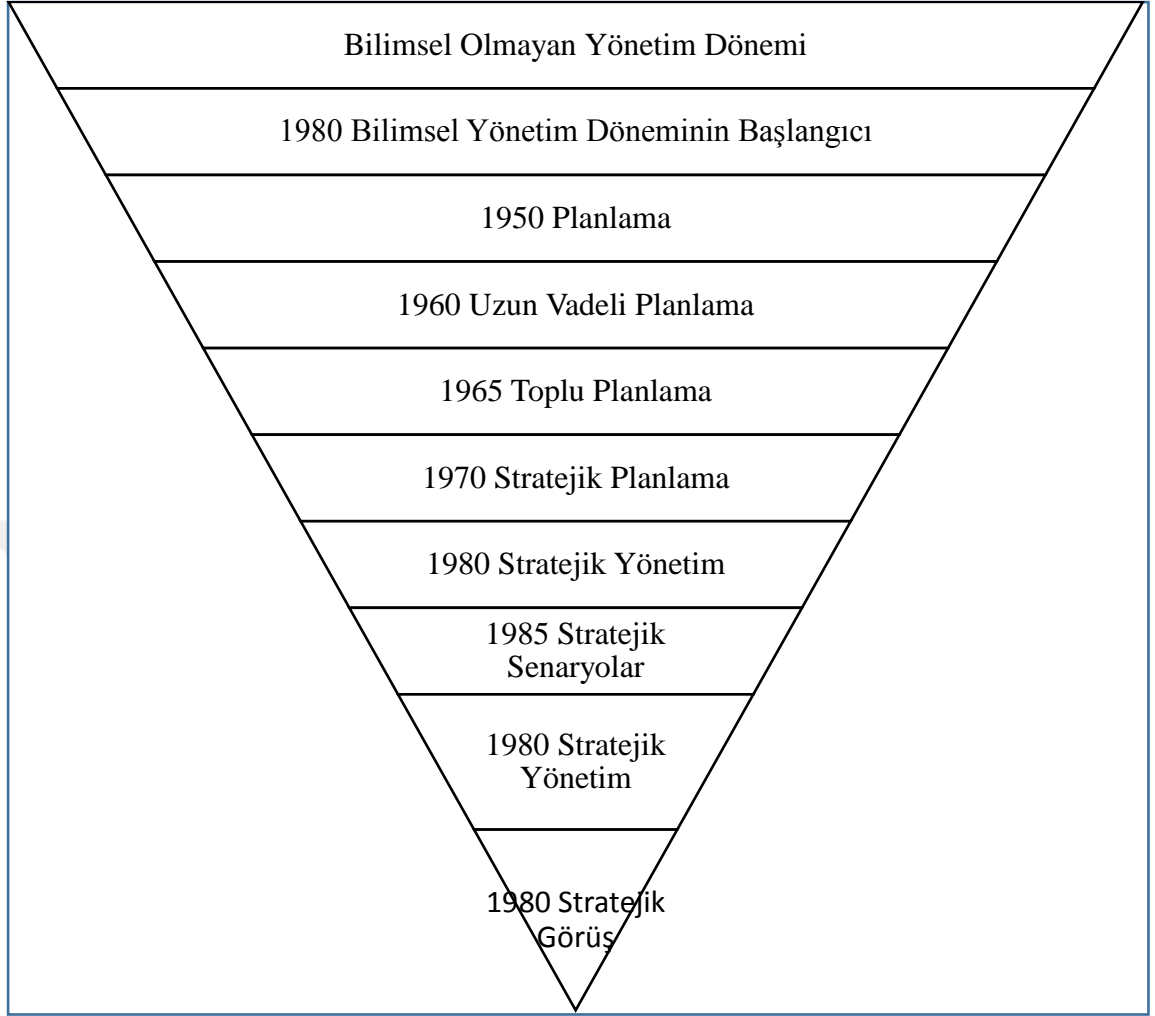 Bilimsel Olmayan Yönetim Dönemi
1980 Bilimsel Yönetim Döneminin Başlangıcı
1950 Planlama
1960 Uzun Vadeli Planlama
1965 Toplu Planlama
1970 Stratejik Planlama
1980 Stratejik Yönetim
1985 Stratejik
Senaryolar
1980 Stratejik
Yönetim
1980 Stratejik
Görüş